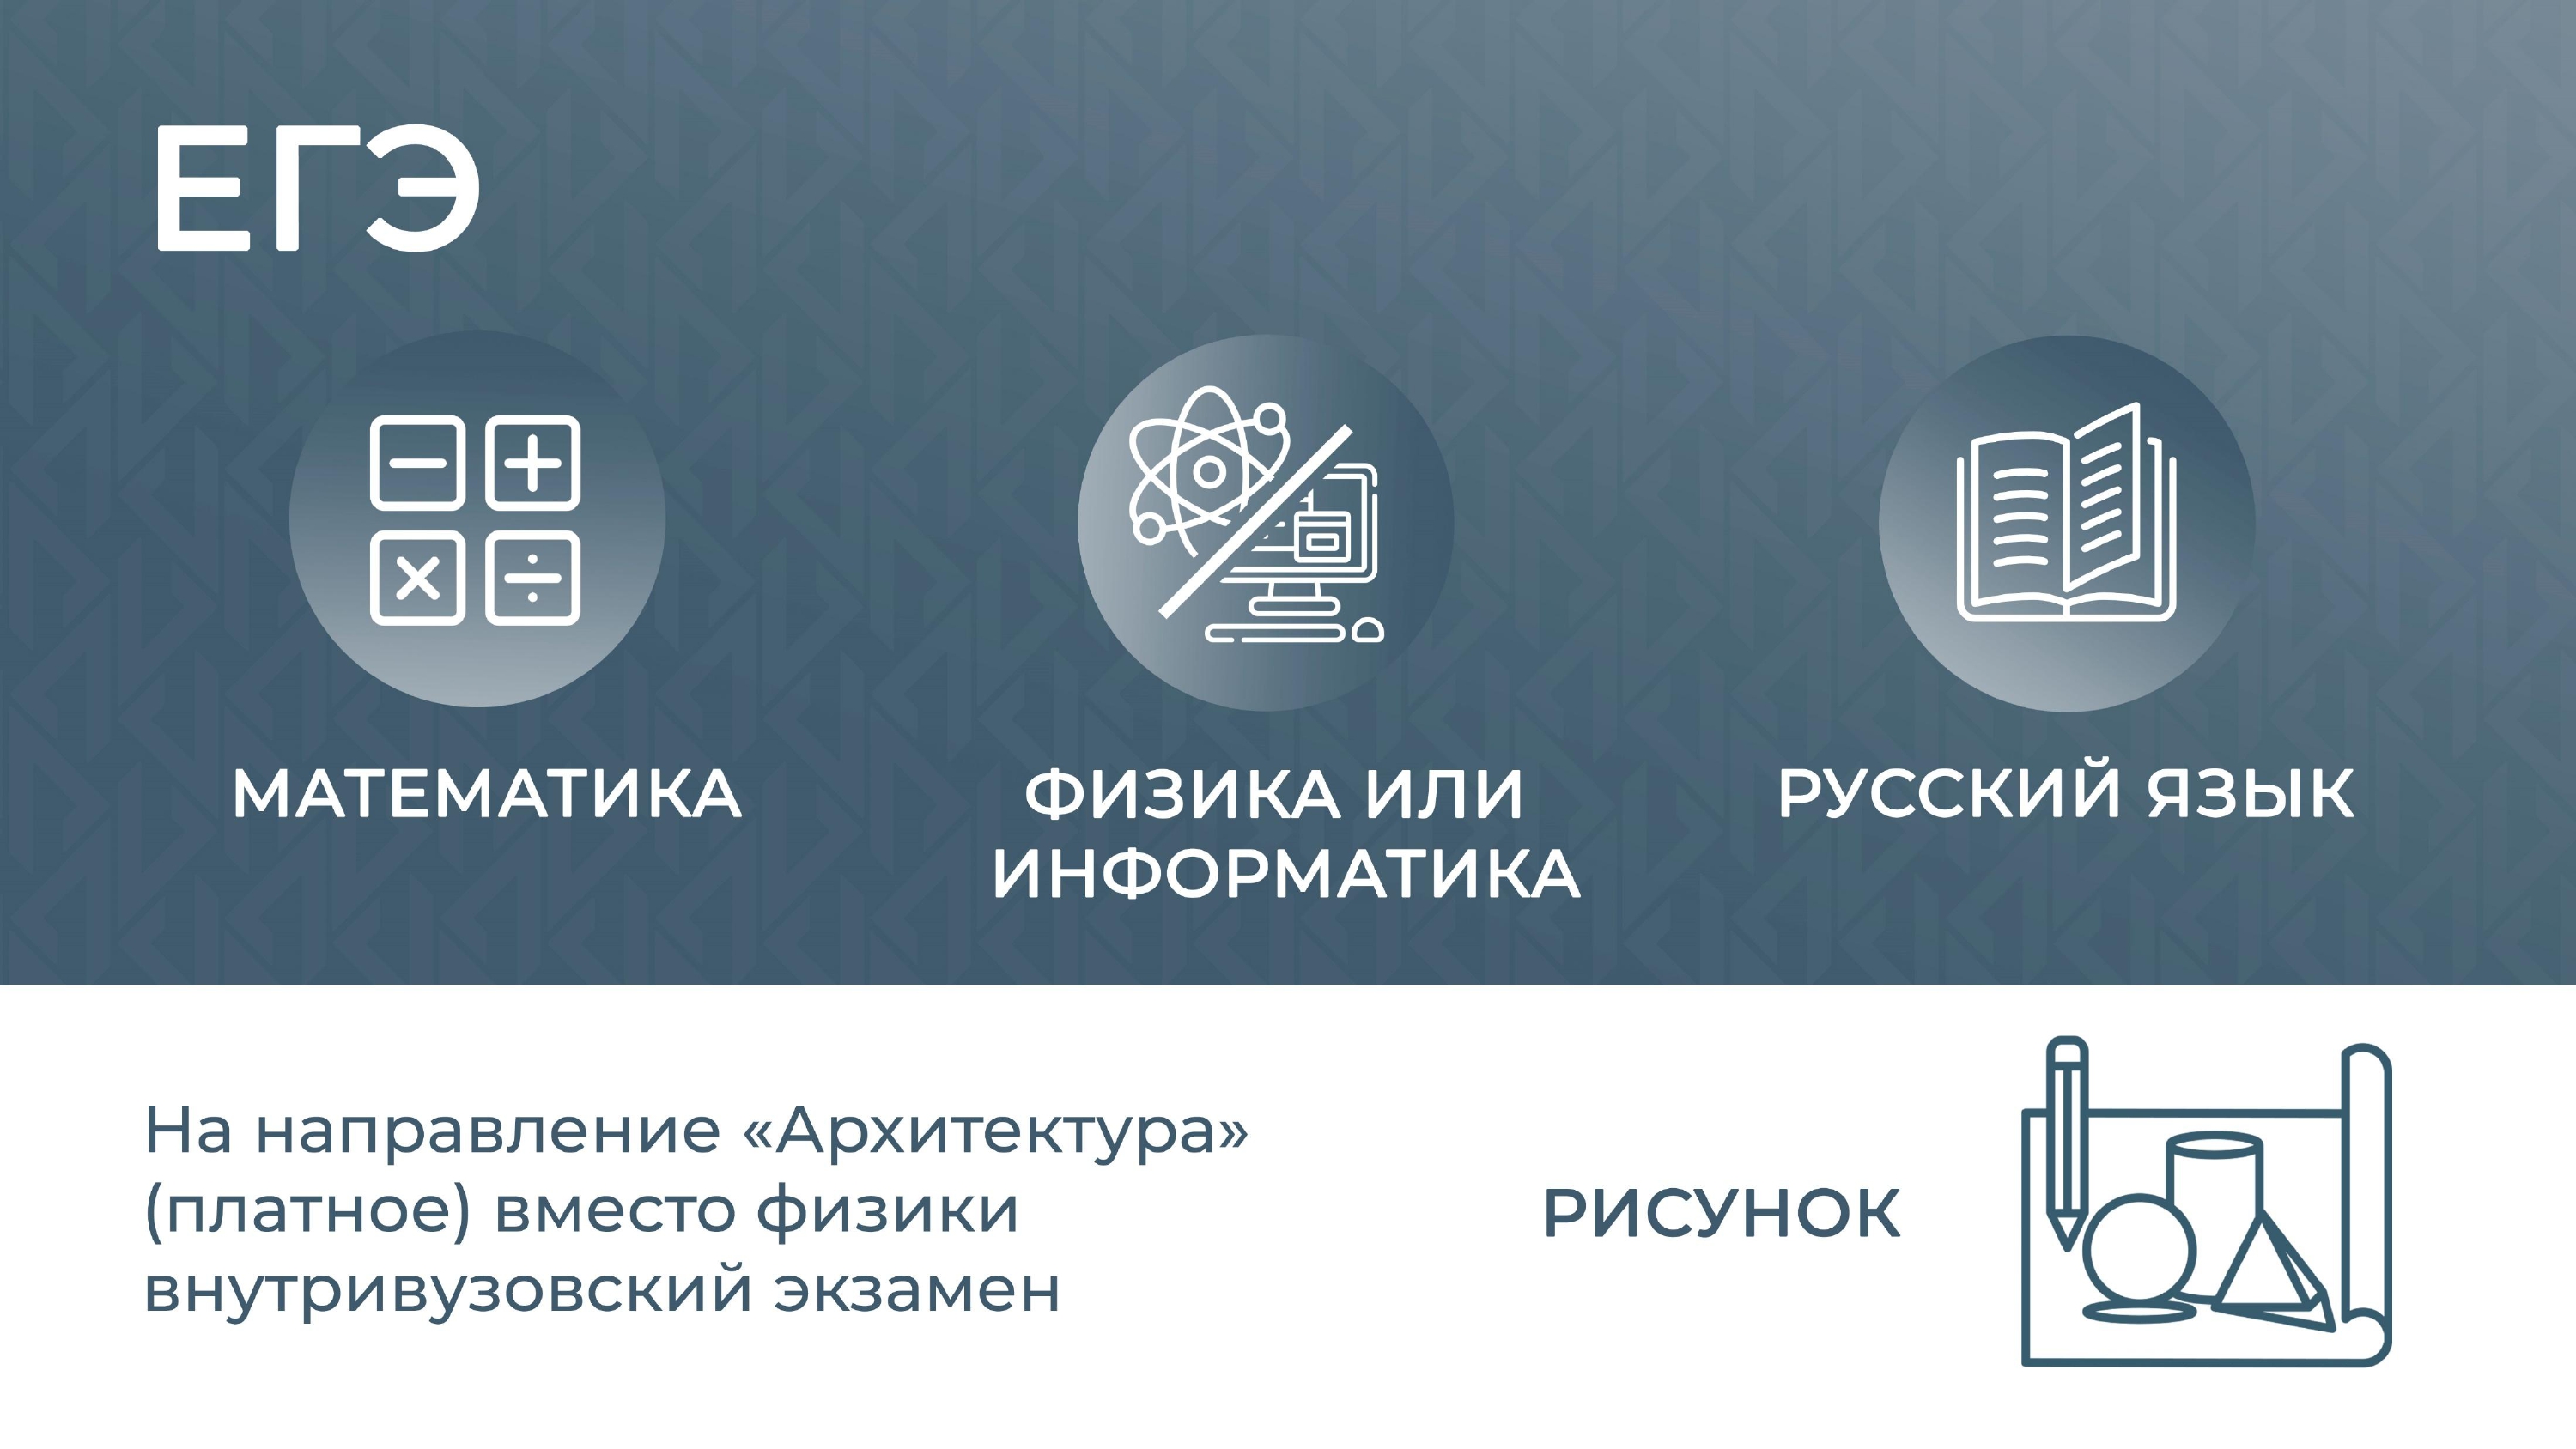 ЕГЭ
МАТЕМАТИКА
ФИЗИКА ИЛИ
ИНФОРМАТИКА
РУССКИЙ ЯЗЫК
На направление «Архитектура»
(платное) вместо физики
внутривузовский экзамен
РИСУНОК